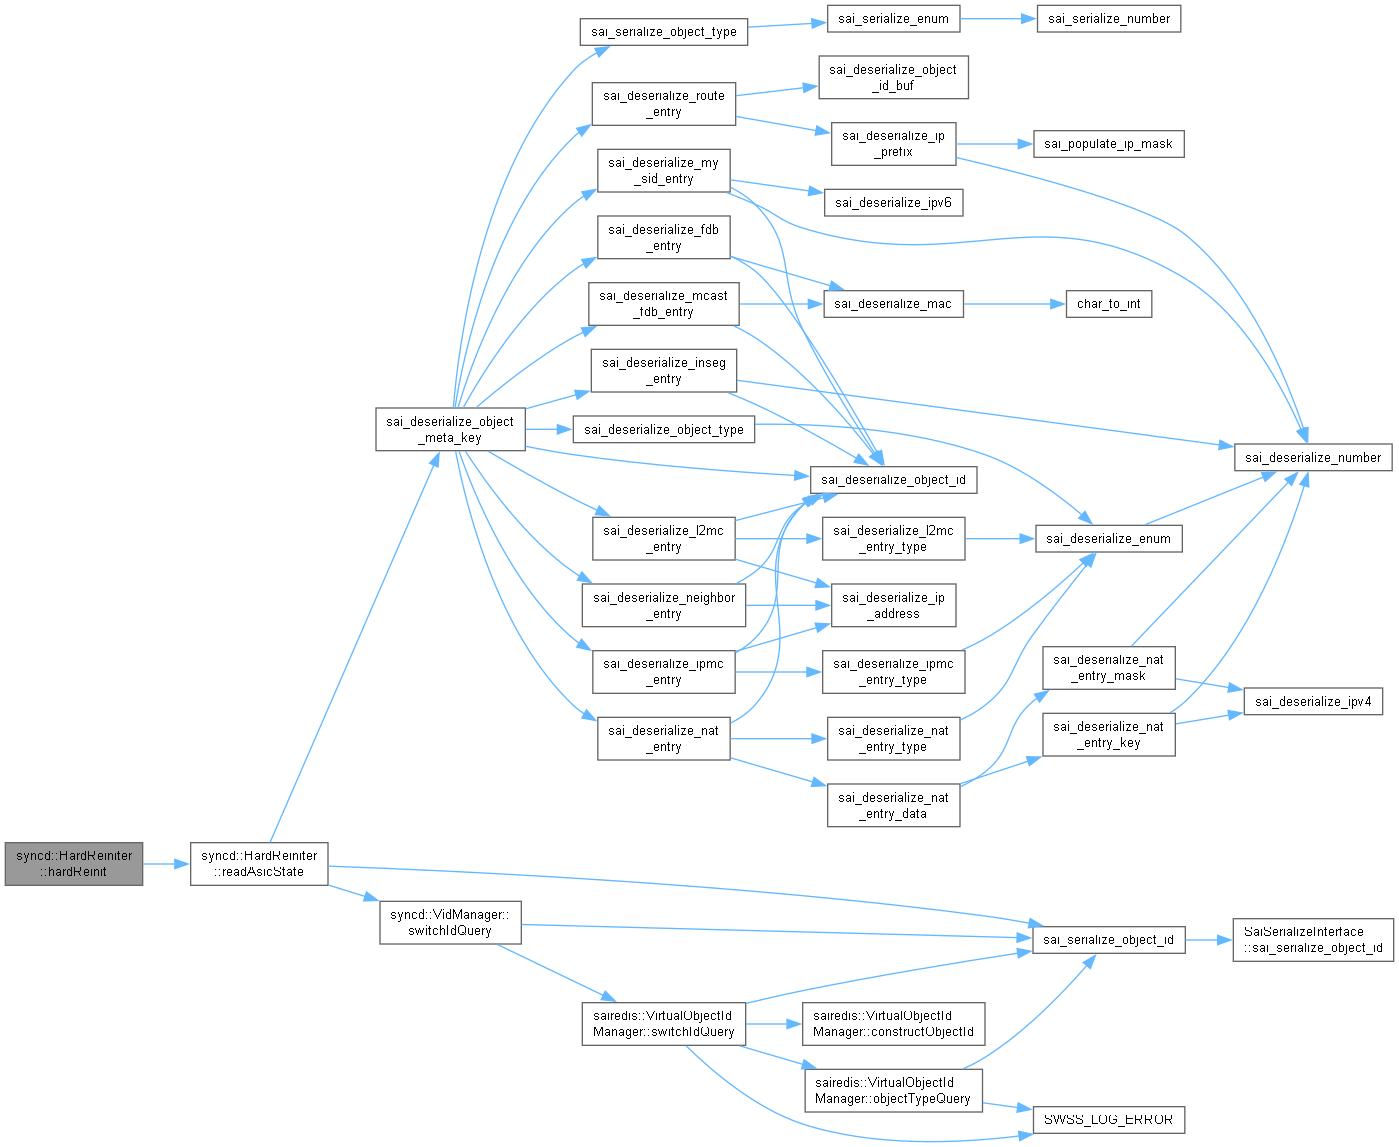 sai_serialize_object_type
sai_serialize_enum
sai_serialize_number
sai_deserialize_object
_id_buf
sai_deserialize_route
_entry
sai_deserialize_ip
_prefix
sai_populate_ip_mask
sai_deserialize_my
_sid_entry
sai_deserialize_ipv6
sai_deserialize_fdb
_entry
sai_deserialize_mcast
_fdb_entry
sai_deserialize_mac
char_to_int
sai_deserialize_inseg
_entry
sai_deserialize_object
_meta_key
sai_deserialize_object_type
sai_deserialize_number
sai_deserialize_object_id
sai_deserialize_l2mc
_entry
sai_deserialize_l2mc
_entry_type
sai_deserialize_enum
sai_deserialize_neighbor
_entry
sai_deserialize_ip
_address
sai_deserialize_ipmc
_entry
sai_deserialize_ipmc
_entry_type
sai_deserialize_nat
_entry_mask
sai_deserialize_ipv4
sai_deserialize_nat
_entry
sai_deserialize_nat
_entry_type
sai_deserialize_nat
_entry_key
sai_deserialize_nat
_entry_data
syncd::HardReiniter
::hardReinit
syncd::HardReiniter
::readAsicState
syncd::VidManager::
switchIdQuery
sai_serialize_object_id
SaiSerializeInterface
::sai_serialize_object_id
sairedis::VirtualObjectId
Manager::switchIdQuery
sairedis::VirtualObjectId
Manager::constructObjectId
sairedis::VirtualObjectId
Manager::objectTypeQuery
SWSS_LOG_ERROR